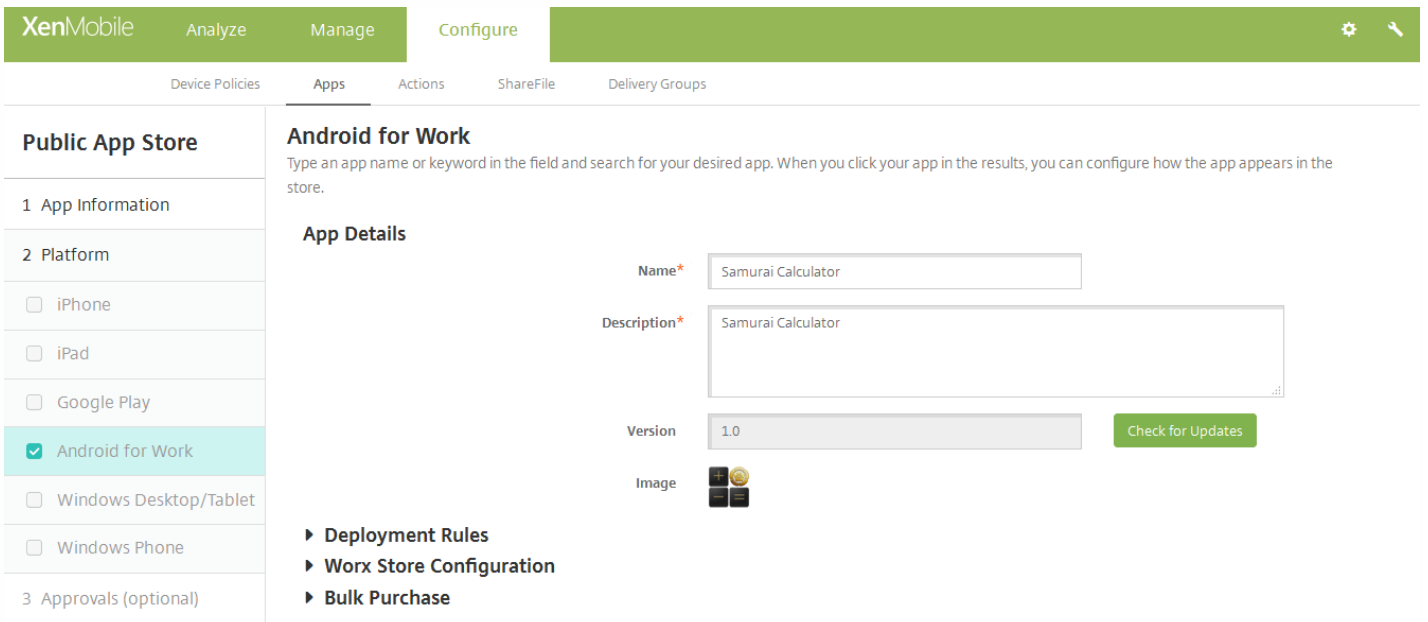 XenMobile Analyze Manage Configure
Device Policies Apps Actions ShareFile Delivery Groups
Public App Store
1 App Information
2 Platform
iPhone
iPad
Google Play
Android for Work
Windows Desktop/Tablet
Windows Phone
3 Approvals (optional)
Android for Work
Type an app name or keyword in the field and search for your desired app. When you click your app in the results, you can configure how the app appears in the
store.
App Details
Name* Samurai Calculator
Description* Samurai Calculator
Version 1.0 Check for Updates
Image
Deployment Rules
Worx Store Configuration
Bulk Purchase